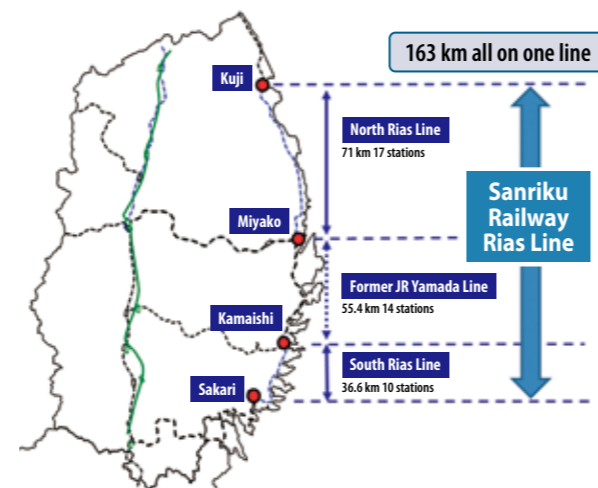 163 km all on one line
Kuji
North Rias Line
71 km 17 stations
Sanriku
Railway
Rias Line
Miyako
Former JR Yamada Line
55.4 km 14 stations
Kamaishi
South Rias Line
36.6 km 10 stations
Sakari